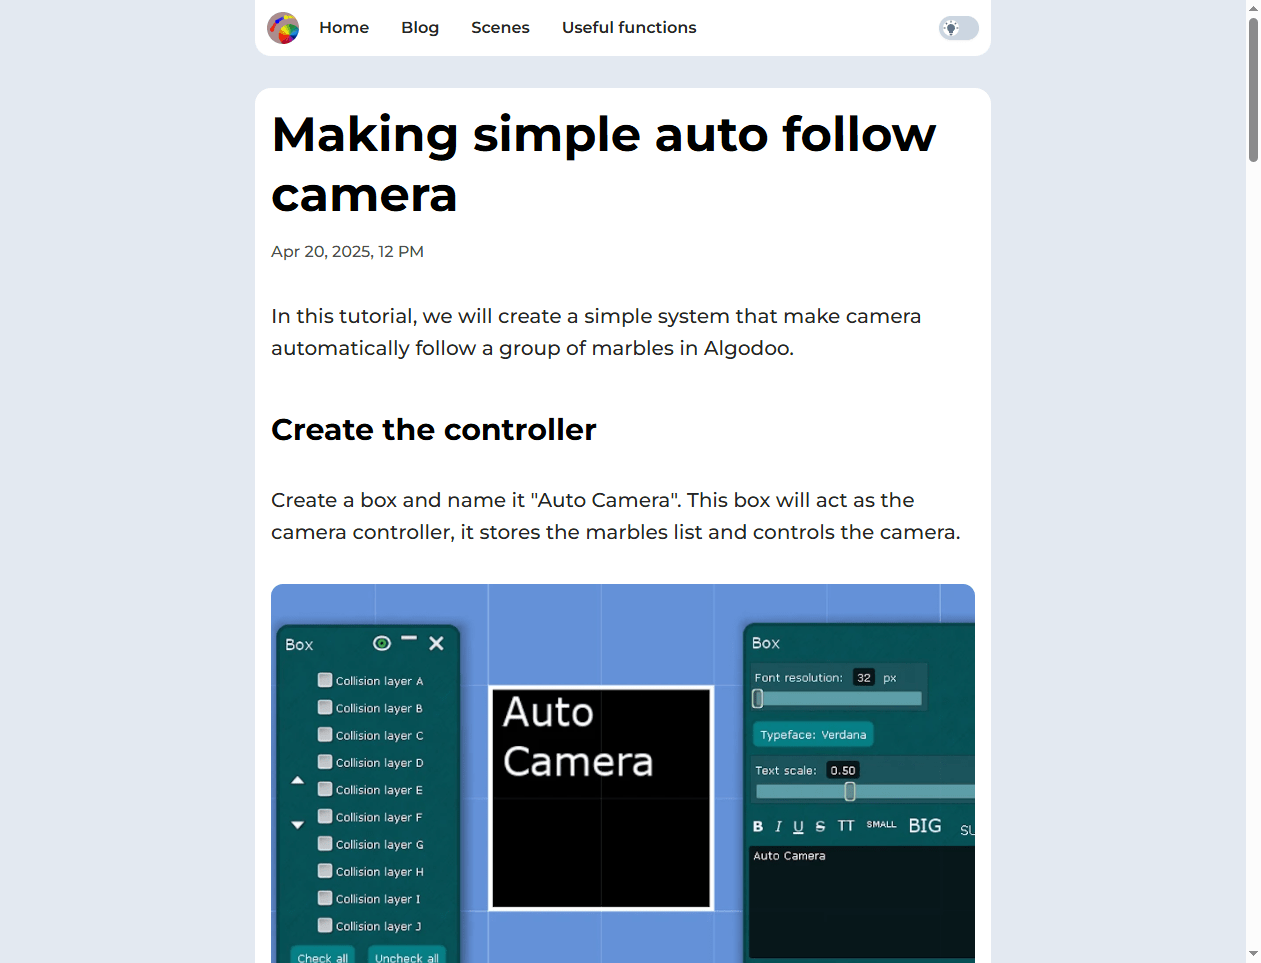 Home Blog Scenes Useful functions
Making simple auto follow
camera
Apr 20, 2025, 12 PM
In this tutorial, we will create a simple system that make camera
automatically follow a group of marbles in Algodoo.
Create the controller
Create a box and name it "Auto Camera". This box will act as the
camera controller, it stores the marbles list and controls the camera.
Box
Collision layer A
Collision layer B
Collision layer C
Collision layer D
Collision layer E
Collision layer F
Collision layer G
Collision layer H
Collision layer I
Collision layer J
Check all Uncheck all
Auto
Camera
Box
Font resolution: 32 px
Typeface: Verdana
Text scale: 0.50
B I U S TT SMALL BIG SU
Auto Camera